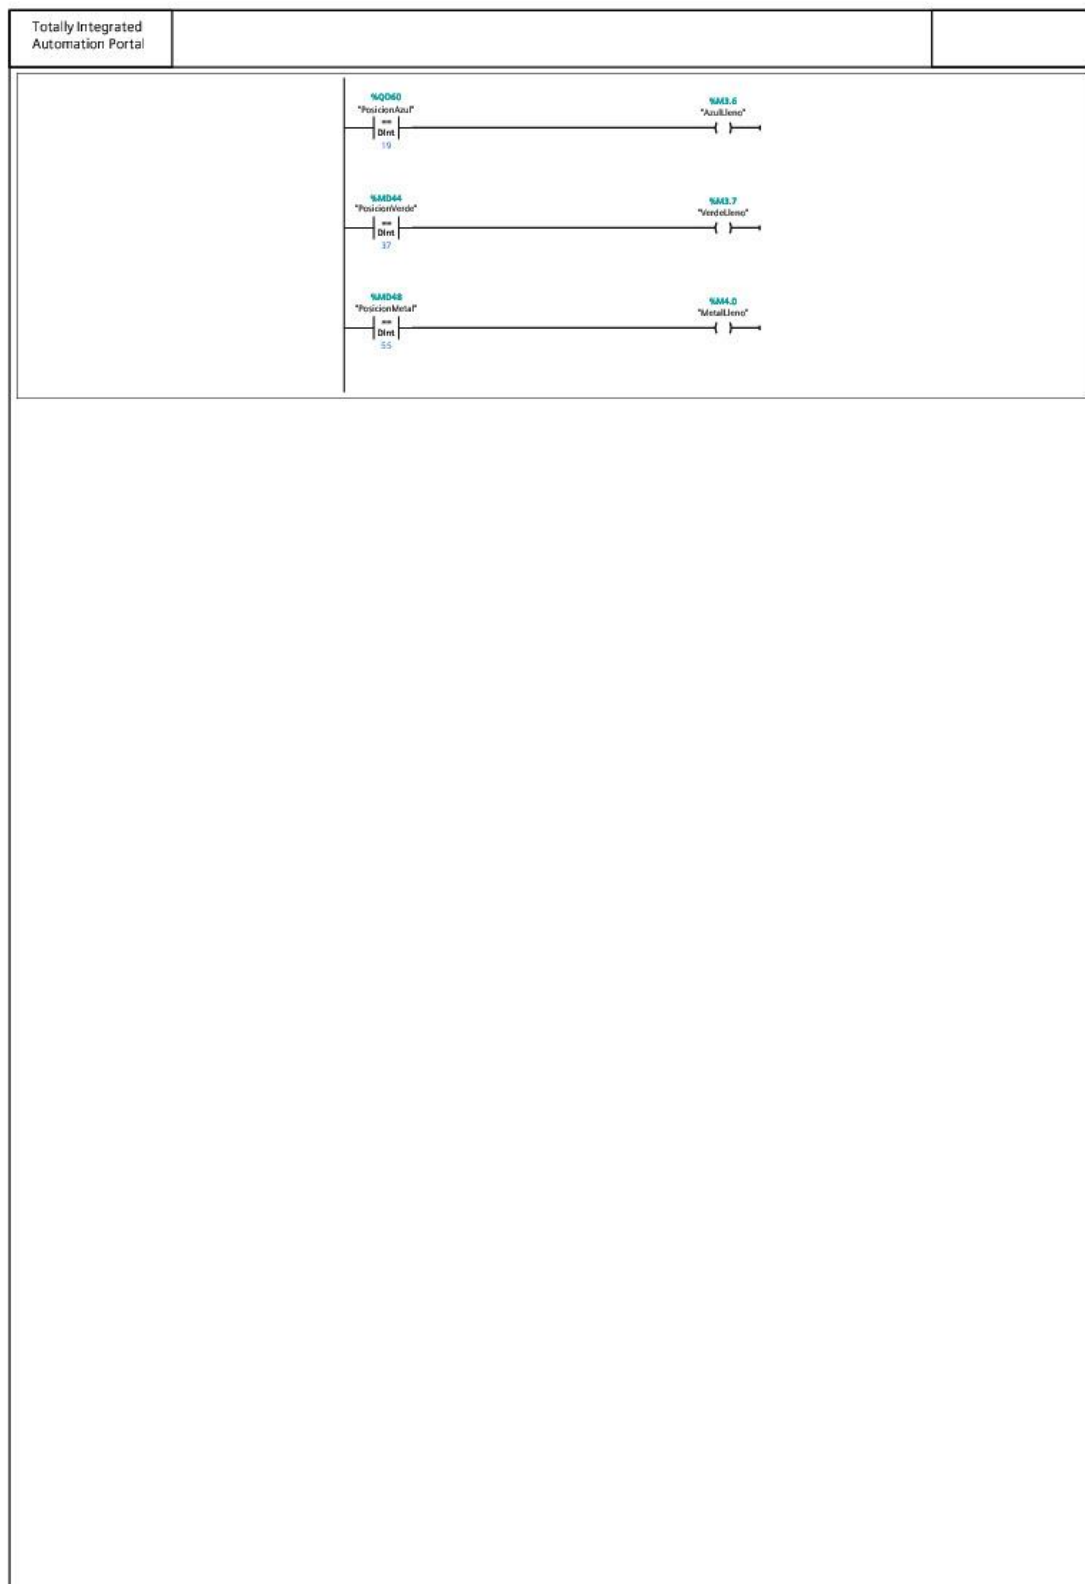 Totally Integrated
Automation Portal
%QD60
"PosicionAzul"
%M3.6
"AzulLleno"
==
DInt
19
%MD44
"PosicionVerde"
%M3.7
"VerdeLleno"
==
DInt
37
%MD48
"PosicionMetal"
%M4.0
"MetalLleno"
==
DInt
55